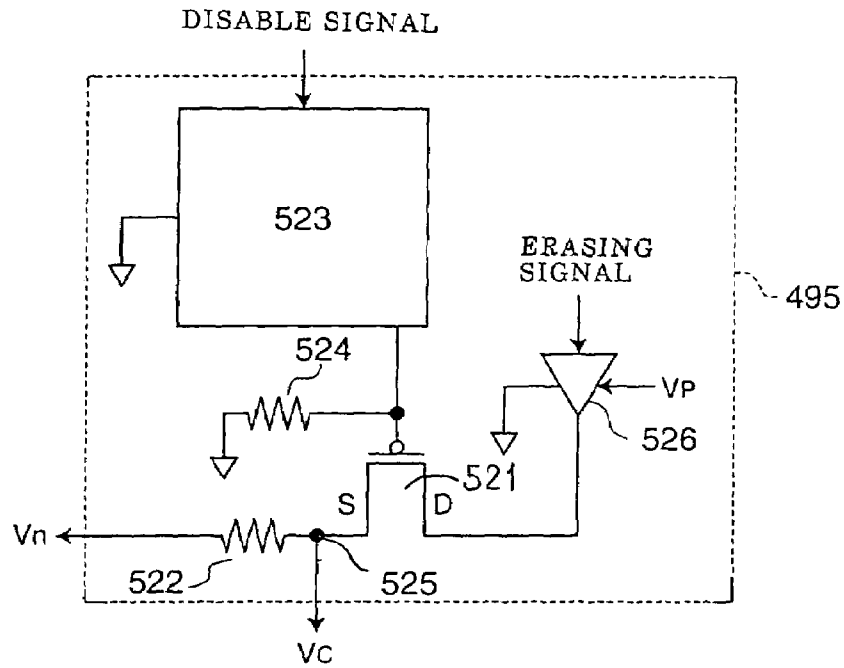 DISABLE SIGNAL
523
ERASING
SIGNAL
495
524
VP
526
521
S
D
Vn
522
525
VC